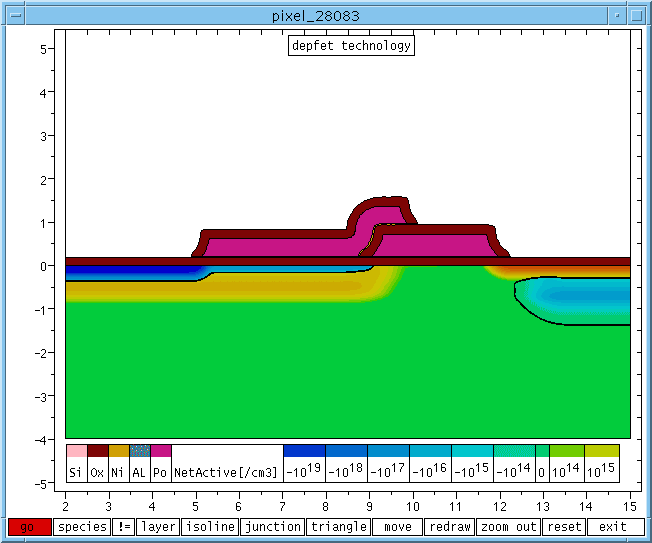 pixel_28083
depfet technology
5
4
3
2
1
0
-1
-2
-3
-4
-5
Si Ox Ni AL Po NetActive[/cm3] -10^19 -10^18 -10^17 -10^16 -10^15 -10^14 0 10^14 10^15
2 3 4 5 6 7 8 9 10 11 12 13 14 15
go species != layer isoline junction triangle move redraw zoom out reset exit